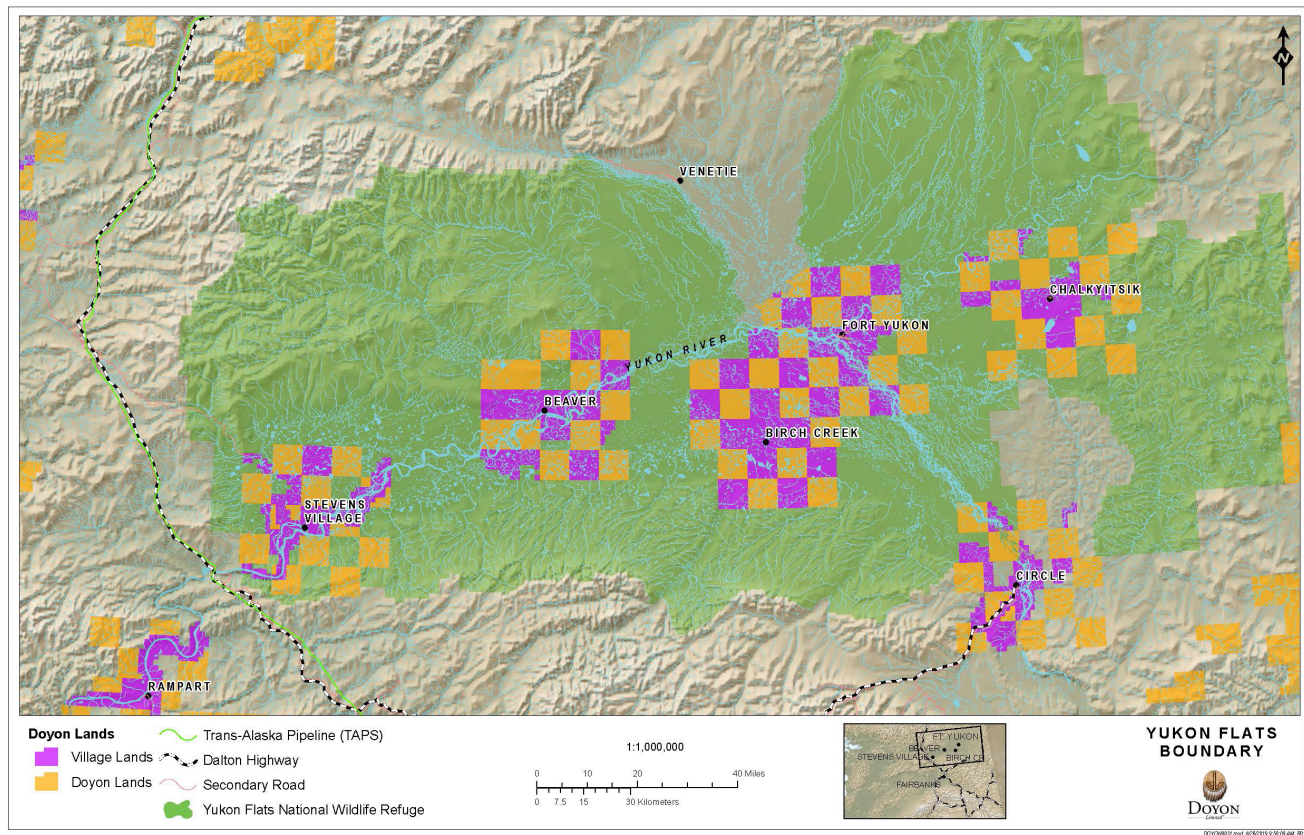 N
VENETIE
CHALKYITSIK
FORT YUKON
YUKON RIVER
BEAVER
BIRCH CREEK
STEVENS
VILLAGE
CIRCLE
RAMPART
Doyon Lands
Village Lands
Doyon Lands
Trans-Alaska Pipeline (TAPS)
Dalton Highway
Secondary Road
Yukon Flats National Wildlife Refuge
1:1,000,000
0 10 20 40 Miles
0 7.5 15 30 Kilometers
FT. YUKON
BEAVER
STEVENS VILLAGE
BIRCH CR
FAIRBANKS
YUKON FLATS
BOUNDARY
DOYON
Limited